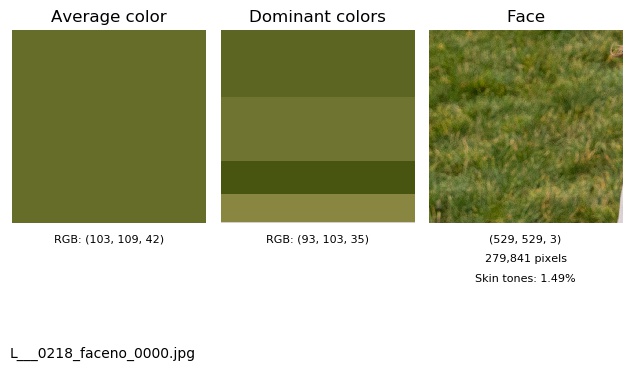 Average color
Dominant colors
Face
RGB: (103, 109, 42)
RGB: (93, 103, 35)
(529, 529, 3)
279,841 pixels
Skin tones: 1.49%
L___0218_faceno_0000.jpg